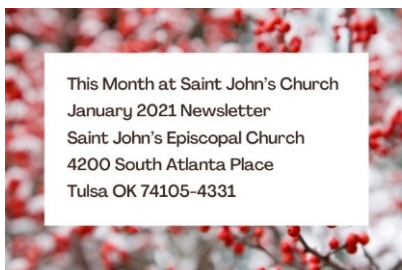 This Month at Saint John's Church
January 2021 Newsletter
Saint John's Episcopal Church
4200 South Atlanta Place
Tulsa OK 74105-4331